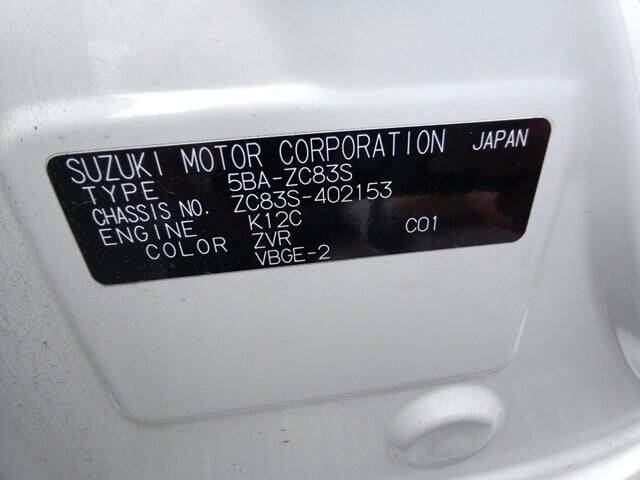 SUZUKI MOTOR CORPORATION JAPAN
TYPE 5BA-ZC83S
CHASSIS NO. ZC83S-402153
ENGINE K12C
COLOR ZVR C01
VBGE-2